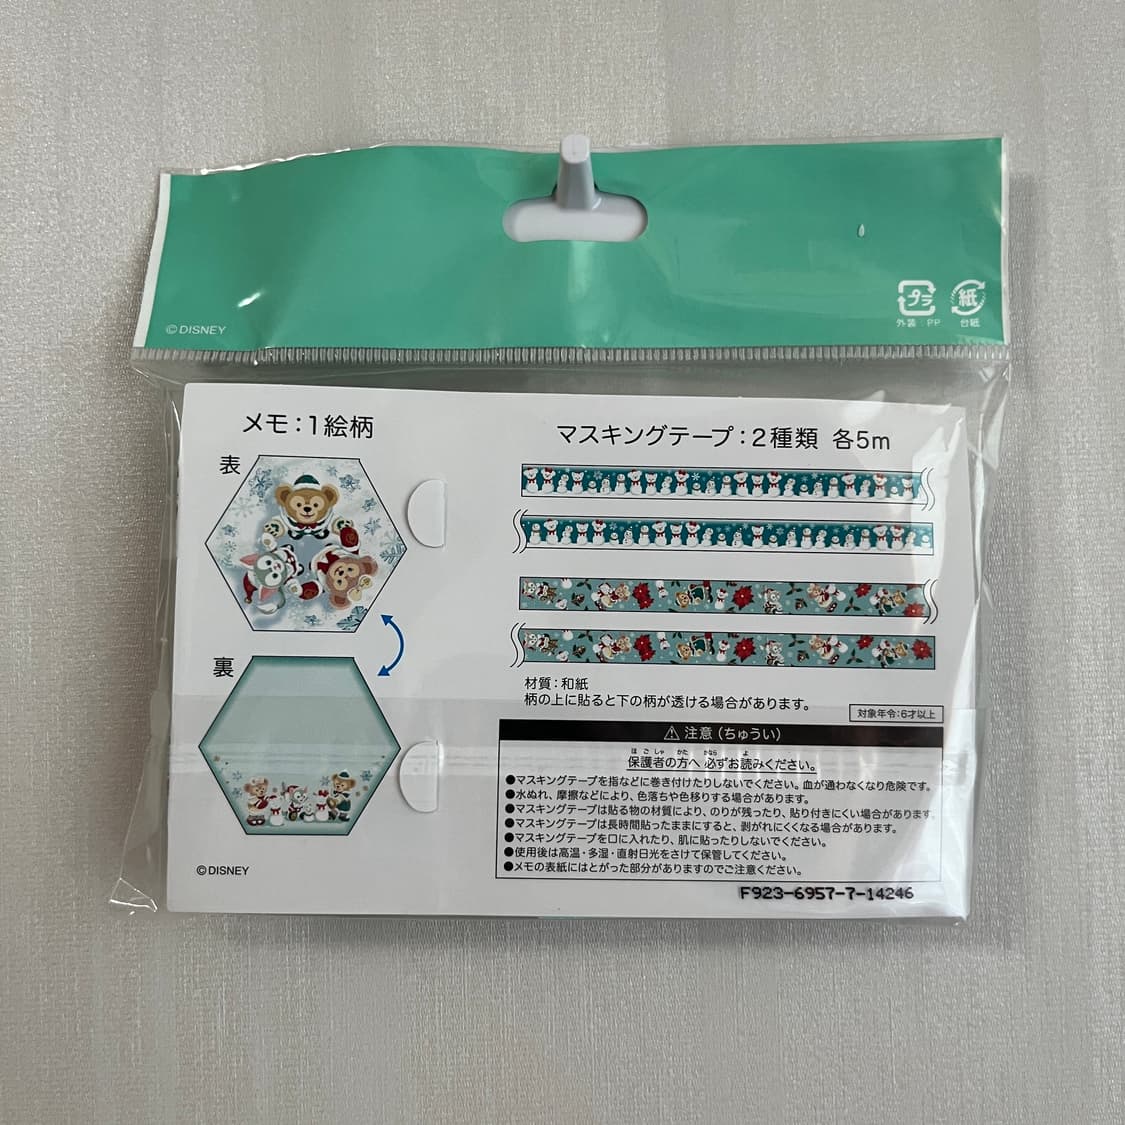 ©DISNEY
プラ
紙
外装:PP
台紙
メモ:1絵柄
表
裏
©DISNEY
マスキングテープ:2種類 各5m
材質:和紙
柄の上に貼ると下の柄が透ける場合があります。
対象年令:6才以上
⚠注意(ちゅうい)
ほごしゃ かた かなら よ
保護者の方へ 必ずお読みください。
●マスキングテープを指などに巻き付けたりしないでください。血が通わなくなり危険です。
●水ぬれ、摩擦などにより、色落ちや色移りする場合があります。
●マスキングテープは貼る物の材質により、のりが残ったり、貼り付きにくい場合があります。
●マスキングテープは長時間貼ったままにすると、剥がれにくくなる場合があります。
●マスキングテープを口に入れたり、肌に貼ったりしないでください。
●使用後は高温・多湿・直射日光をさけて保管してください。
●メモの表紙にはとがった部分がありますのでご注意ください。
F923-6957-7-14246